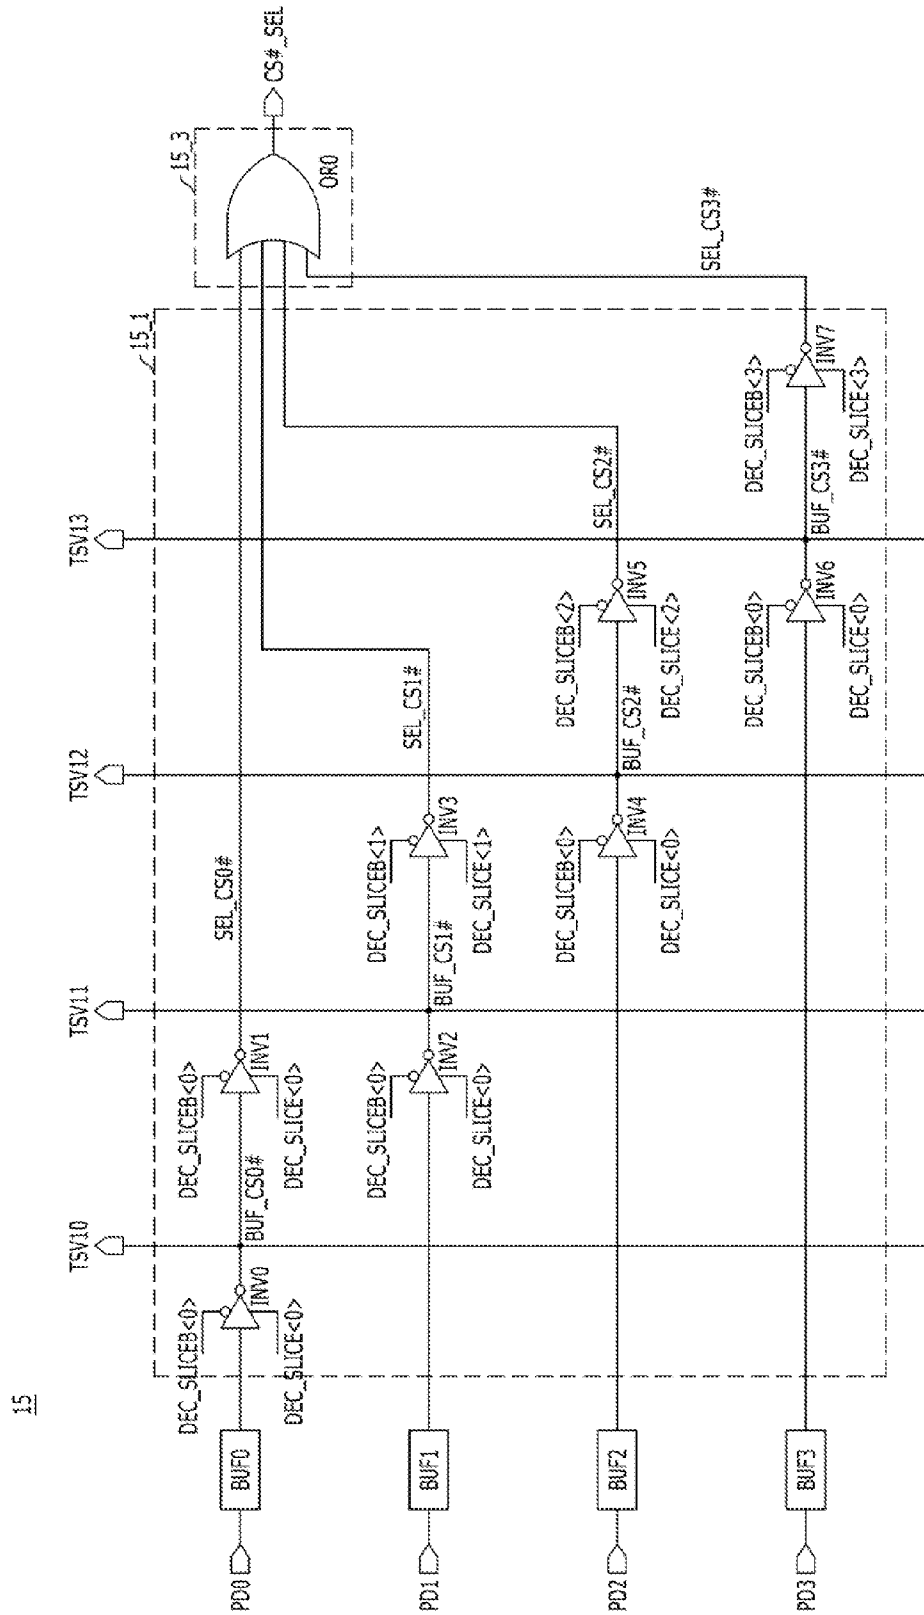 15
TSV10
TSV11
TSV12
TSV13
15_1
15_3
PD0
BUF0
DEC_SLICEB<0>
INV0
DEC_SLICE<0>
BUF_CS0#
DEC_SLICEB<0>
INV1
DEC_SLICE<0>
SEL_CS0#
OR0
CS#_SEL
PD1
BUF1
DEC_SLICEB<0>
INV2
DEC_SLICE<0>
BUF_CS1#
DEC_SLICEB<1>
INV3
DEC_SLICE<1>
SEL_CS1#
PD2
BUF2
DEC_SLICEB<0>
INV4
DEC_SLICE<0>
BUF_CS2#
DEC_SLICEB<2>
INV5
DEC_SLICE<2>
SEL_CS2#
PD3
BUF3
DEC_SLICEB<0>
INV6
DEC_SLICE<0>
BUF_CS3#
DEC_SLICEB<3>
INV7
DEC_SLICE<3>
SEL_CS3#